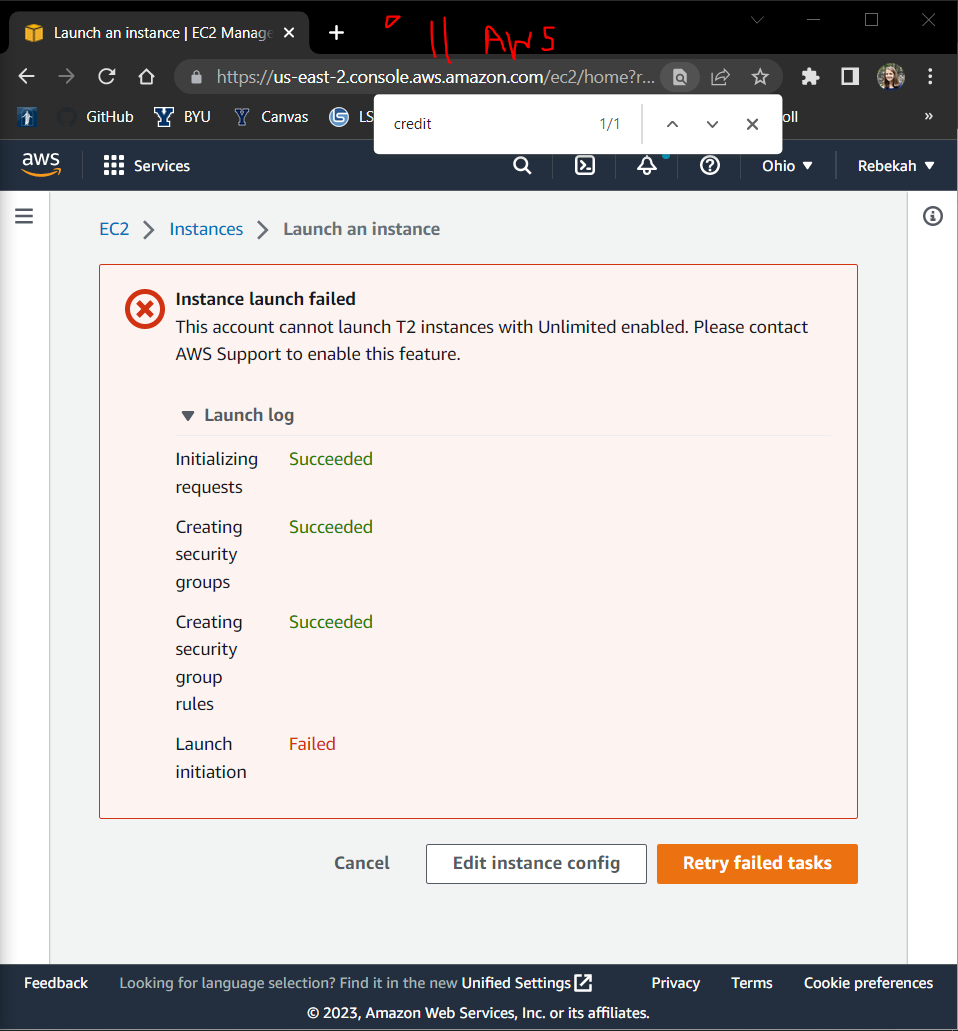 Launch an instance | EC2 Manage
|| AWS
https://us-east-2.console.aws.amazon.com/ec2/home?r...
GitHub BYU Canvas LS oll »
credit 1/1
aws Services Ohio Rebekah
EC2 Instances Launch an instance
Instance launch failed
This account cannot launch T2 instances with Unlimited enabled. Please contact
AWS Support to enable this feature.
Launch log
Initializing Succeeded
requests
Creating Succeeded
security
groups
Creating Succeeded
security
group
rules
Launch Failed
initiation
Cancel Edit instance config Retry failed tasks
Feedback Looking for language selection? Find it in the new Unified Settings Privacy Terms Cookie preferences
© 2023, Amazon Web Services, Inc. or its affiliates.